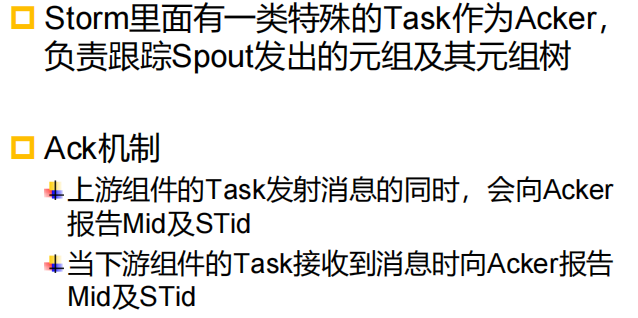 Storm里面有一类特殊的Task作为Acker，
负责跟踪Spout发出的元组及其元组树
Ack机制
上游组件的Task发射消息的同时，会向Acker
报告Mid及STid
当下游组件的Task接收到消息时向Acker报告
Mid及STid